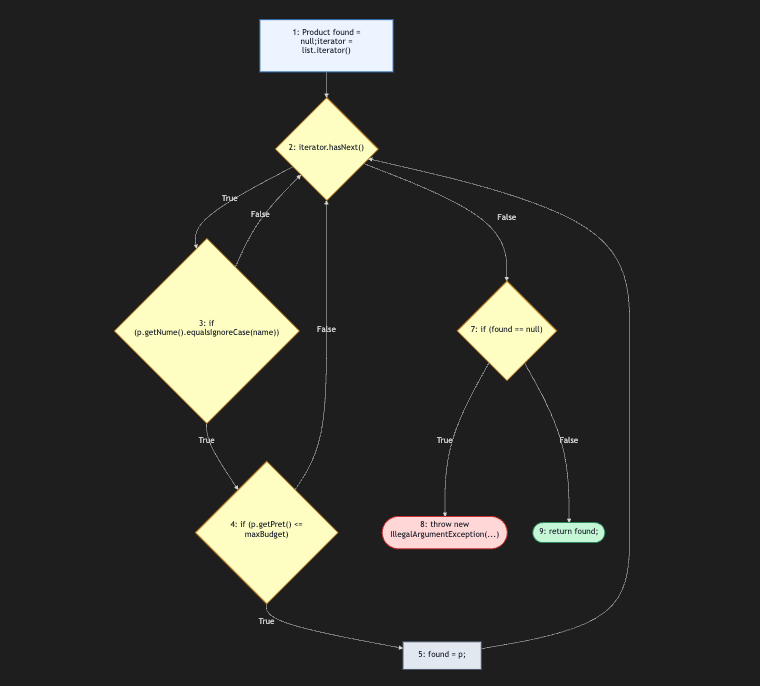 1: Product found =
null;iterator =
list.iterator()
2: iterator.hasNext()
True
False
False
3: if
(p.getNume().equalsIgnoreCase(name))
7: if (found == null)
False
True
True
False
4: if (p.getPret() <=
maxBudget)
8: throw new
IllegalArgumentException(...)
9: return found;
True
5: found = p;